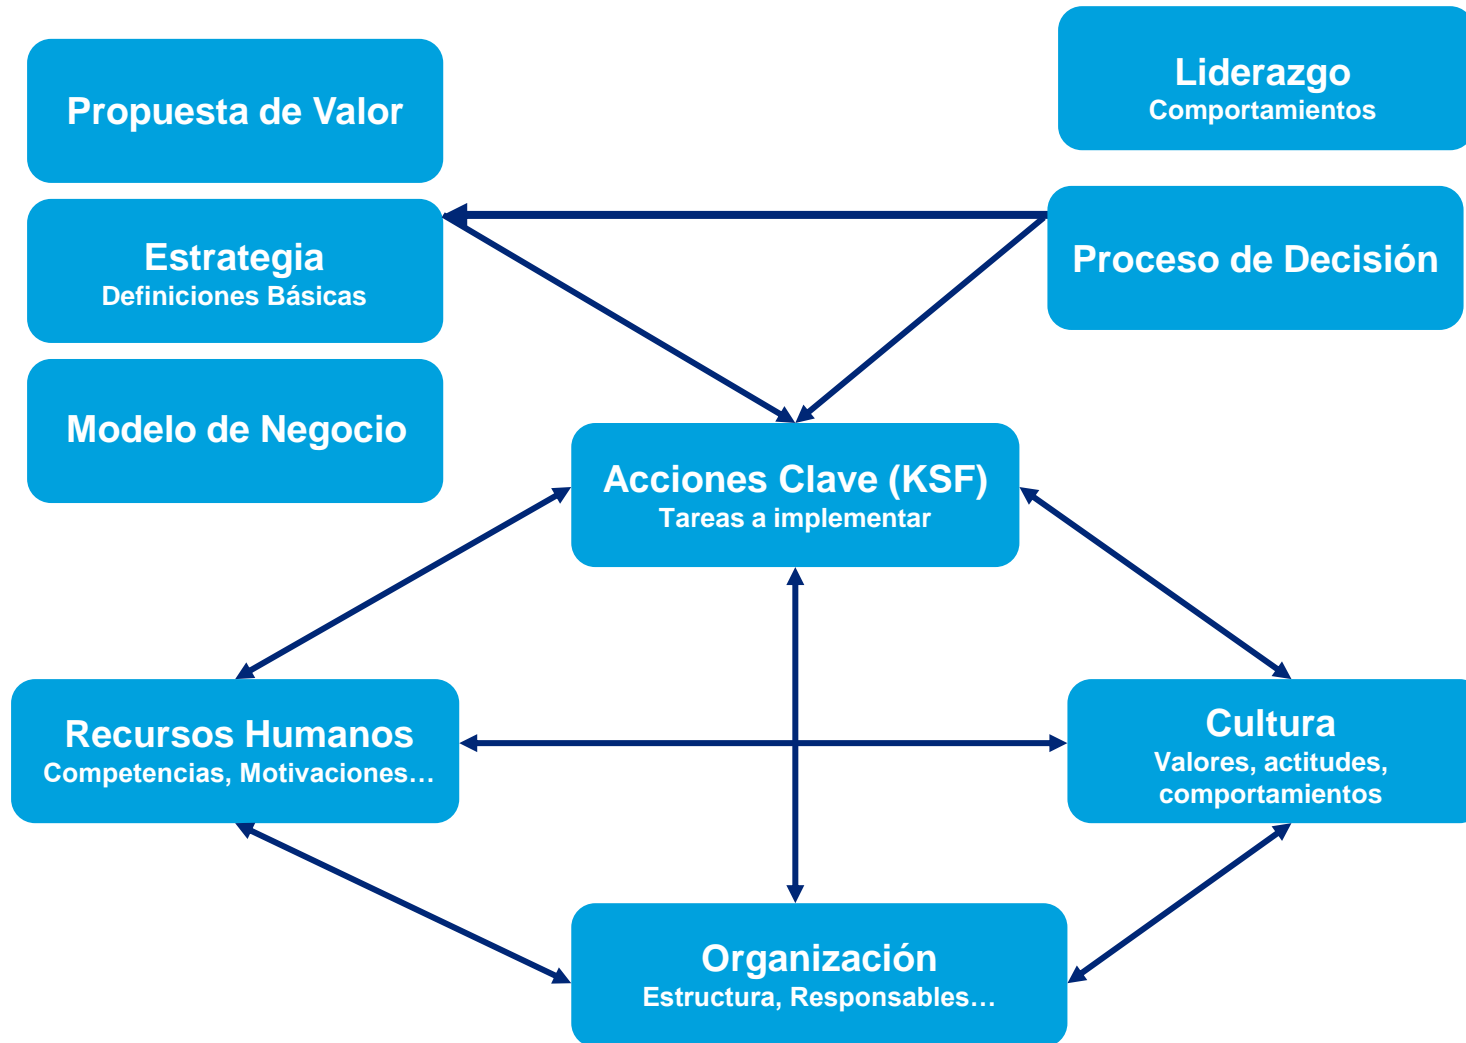 Propuesta de Valor
Liderazgo
Comportamientos
Estrategia
Definiciones Básicas
Proceso de Decisión
Modelo de Negocio
Acciones Clave (KSF)
Tareas a implementar
Recursos Humanos
Competencias, Motivaciones…
Cultura
Valores, actitudes,
comportamientos
Organización
Estructura, Responsables…